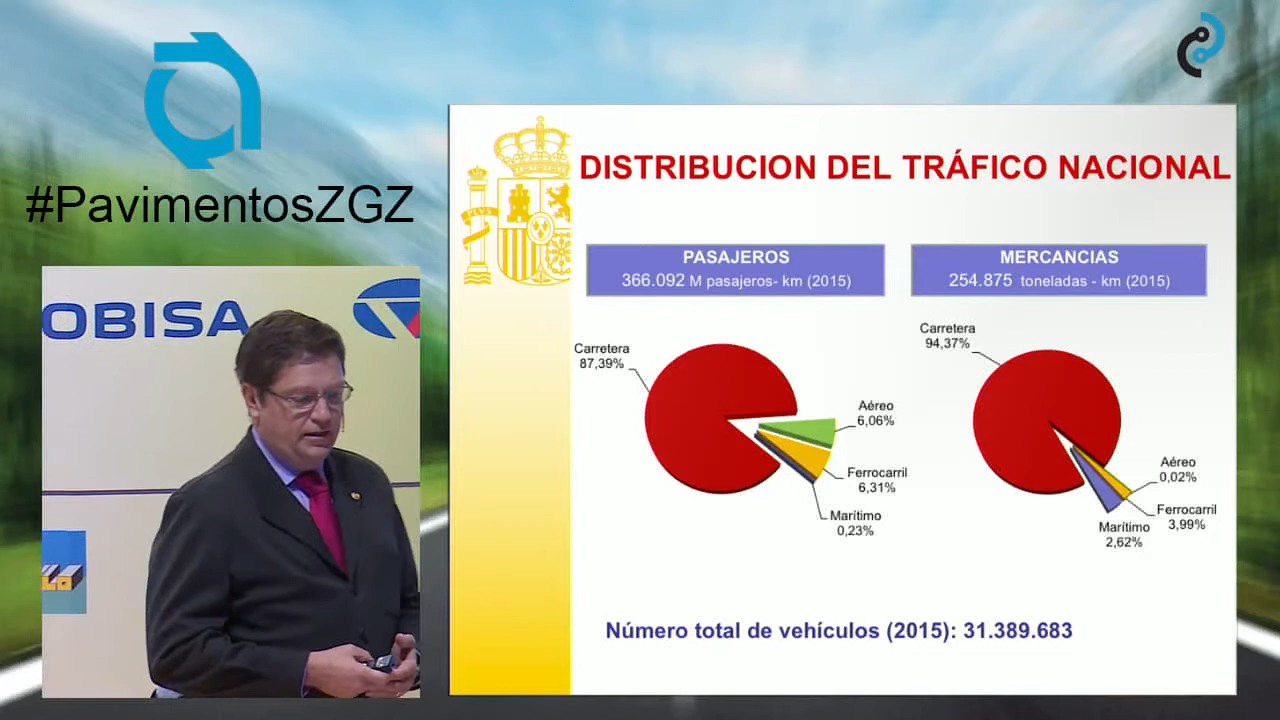 #PavimentosZGZ
OBISA
DISTRIBUCION DEL TRÁFICO NACIONAL
PASAJEROS
366.092 M pasajeros- km (2015)
MERCANCIAS
254.875 toneladas - km (2015)
Carretera
87,39%
Aéreo
6,06%
Ferrocarril
6,31%
Marítimo
0,23%
Carretera
94,37%
Aéreo
0,02%
Ferrocarril
3,99%
Marítimo
2,62%
Número total de vehículos (2015): 31.389.683